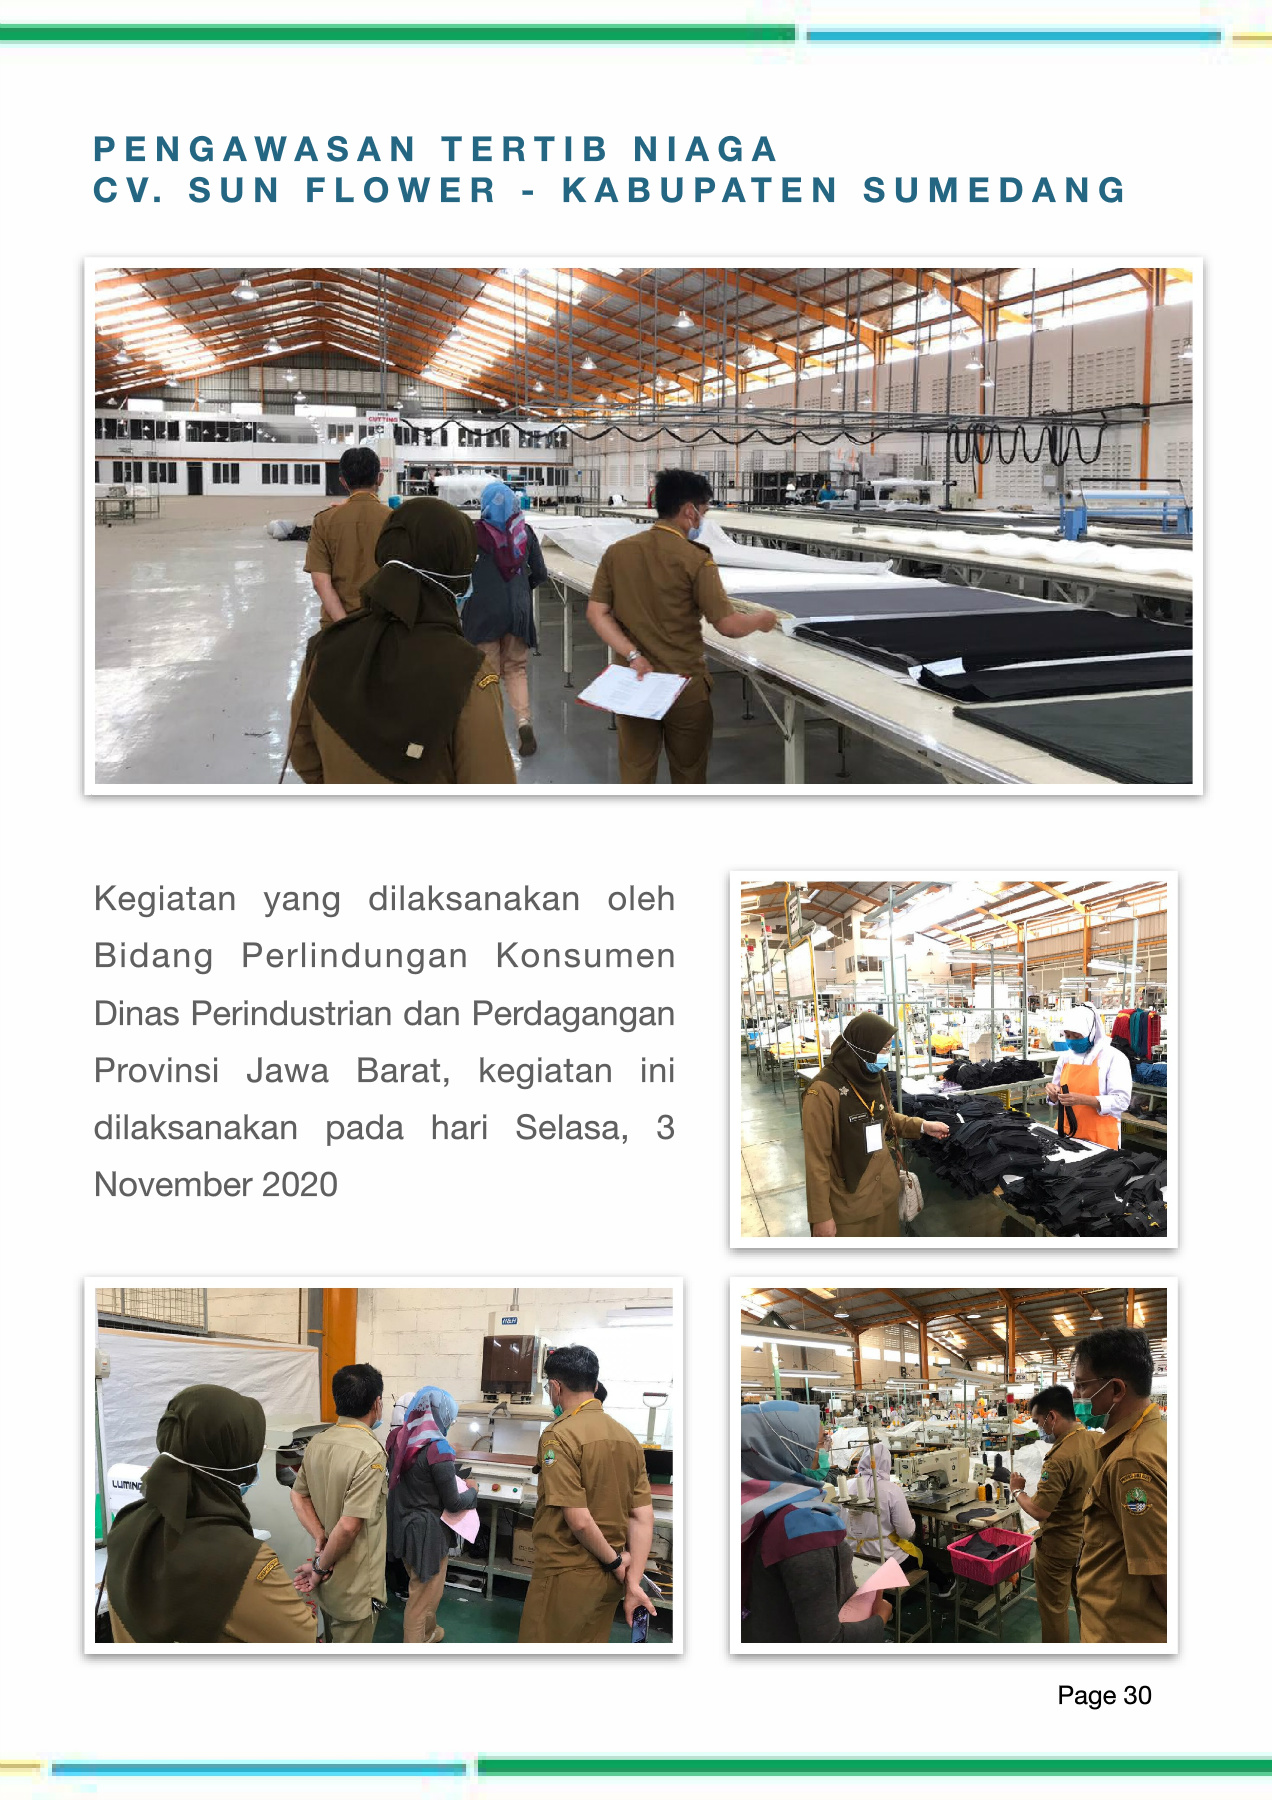 PENGAWASAN TERTIB NIAGA
CV. SUN FLOWER - KABUPATEN SUMEDANG
CUTTING
Kegiatan yang dilaksanakan oleh
Bidang Perlindungan Konsumen
Dinas Perindustrian dan Perdagangan
Provinsi Jawa Barat, kegiatan ini
dilaksanakan pada hari Selasa, 3
November 2020
H&H
Page 30